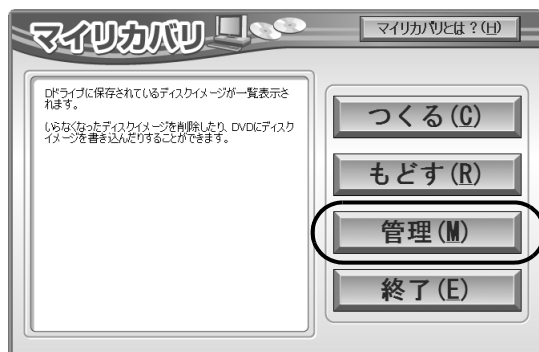 マイリカバリ
マイリカバリとは？(H)
Dドライブに保存されているディスクイメージが一覧表示さ
れます。
いらなくなったディスクイメージを削除したり、DVDにディスク
イメージを書き込んだりすることができます。
つくる(C)
もどす(R)
管理(M)
終了(E)